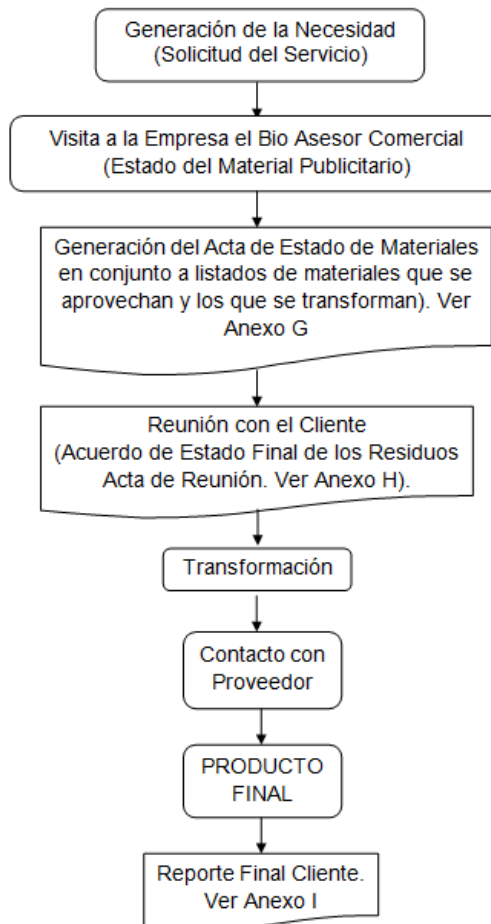 Generación de la Necesidad
(Solicitud del Servicio)
Visita a la Empresa el Bio Asesor Comercial
(Estado del Material Publicitario)
Generación del Acta de Estado de Materiales
en conjunto a listados de materiales que se
aprovechan y los que se transforman). Ver
Anexo G
Reunión con el Cliente
(Acuerdo de Estado Final de los Residuos
Acta de Reunión. Ver Anexo H).
Transformación
Contacto con
Proveedor
PRODUCTO
FINAL
Reporte Final Cliente.
Ver Anexo I